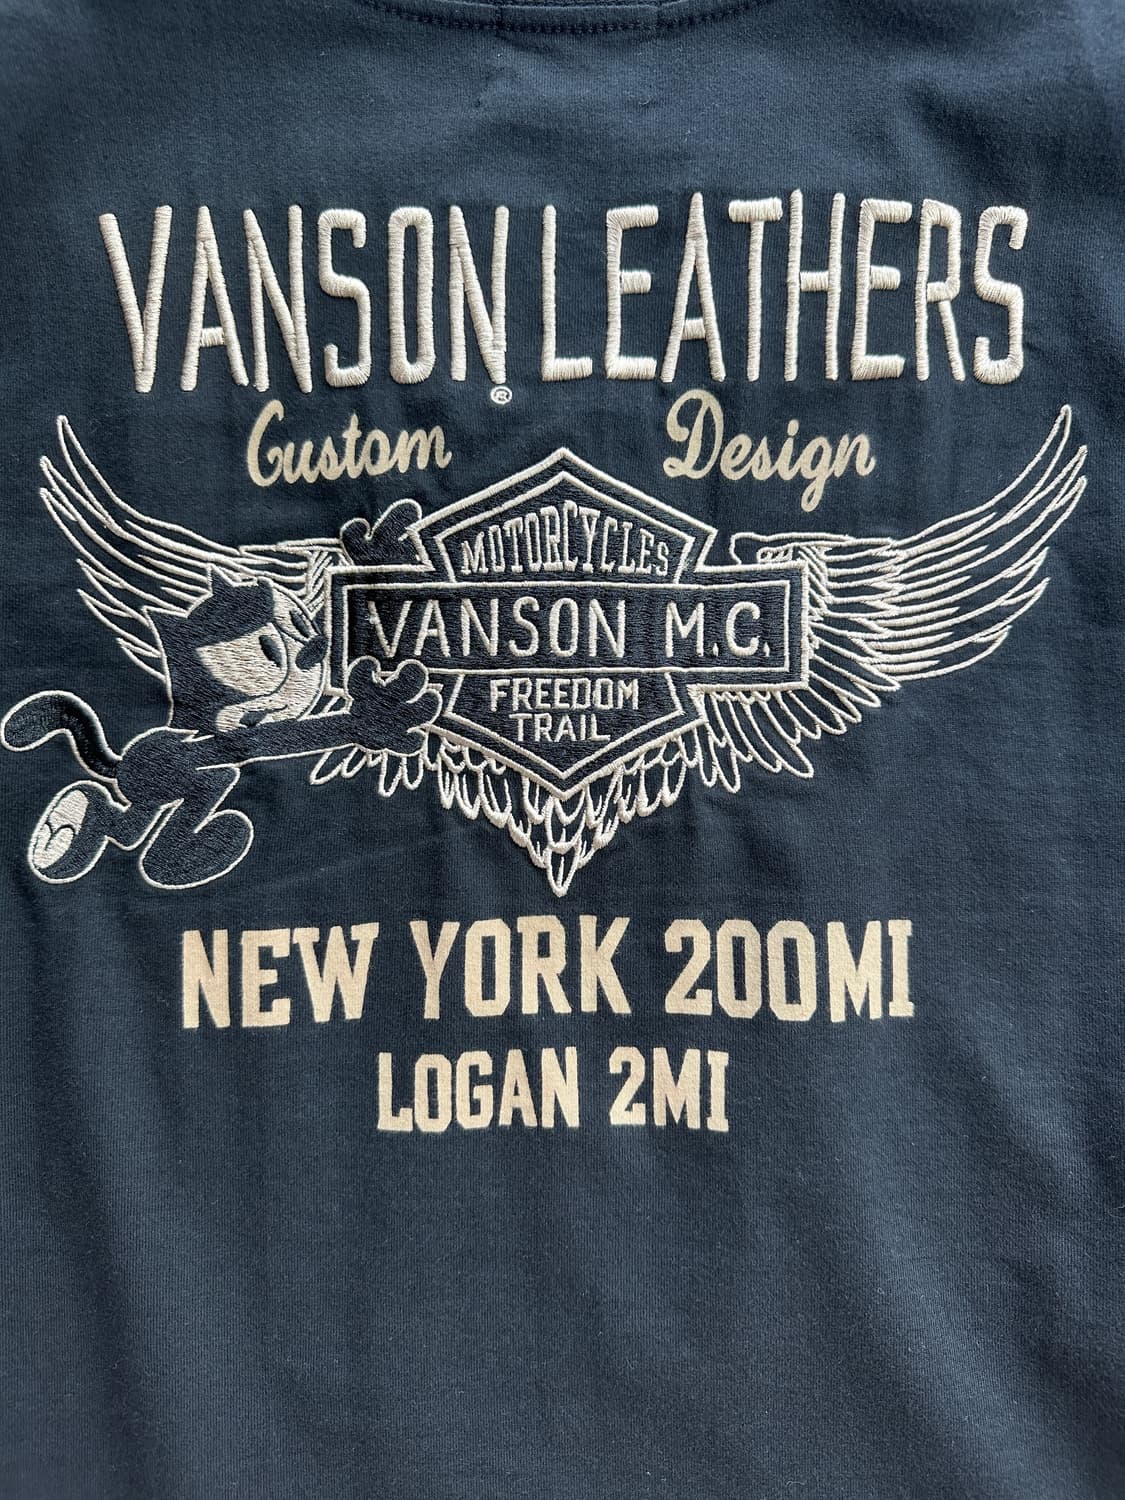 VANSON LEATHERS
®
Custom Design
MOTORCYCLES
VANSON M.C.
FREEDOM
TRAIL
NEW YORK 200MI
LOGAN 2MI